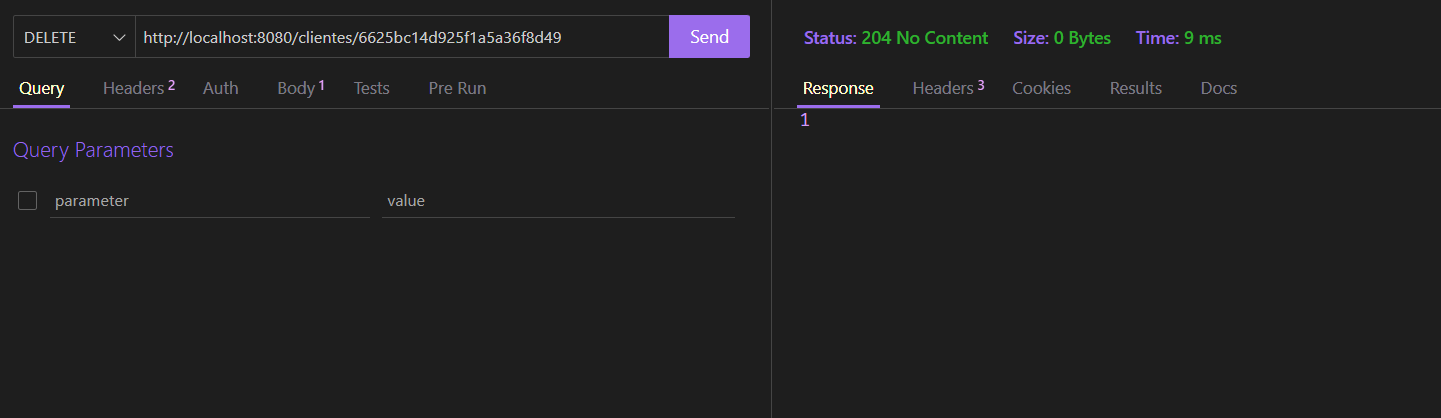 DELETE http://localhost:8080/clientes/6625bc14d925f1a5a36f8d49 Send
Query Headers 2 Auth Body 1 Tests Pre Run
Query Parameters
parameter value
Status: 204 No Content Size: 0 Bytes Time: 9 ms
Response Headers 3 Cookies Results Docs
1